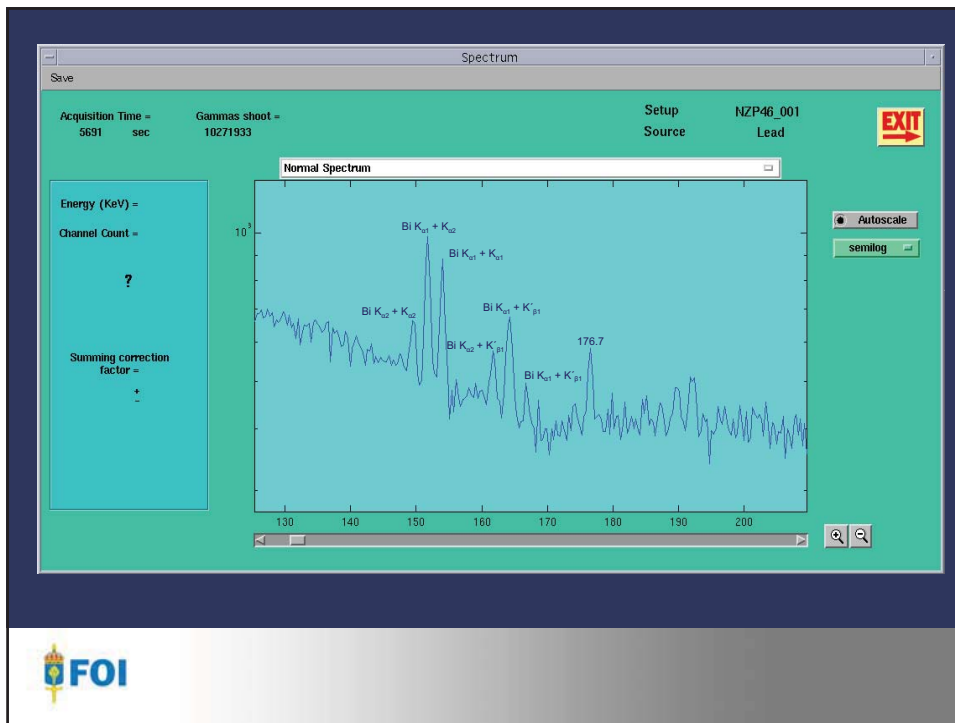 Spectrum
Save
Acquisition Time =
5691 sec
Gammas shoot =
10271933
Setup NZP46_001
Source Lead
EXIT
Normal Spectrum
Energy (KeV) =
Channel Count =
?
Summing correction
factor =
+
-
10³
Bi Kα1 + Kα2
Bi Kα1 + Kα1
Bi Kα2 + Kα2
Bi Kα1 + K´β1
Bi Kα2 + K´β1
176.7
Bi Kα1 + K´β1
Autoscale
semilog
130 140 150 160 170 180 190 200
FOI